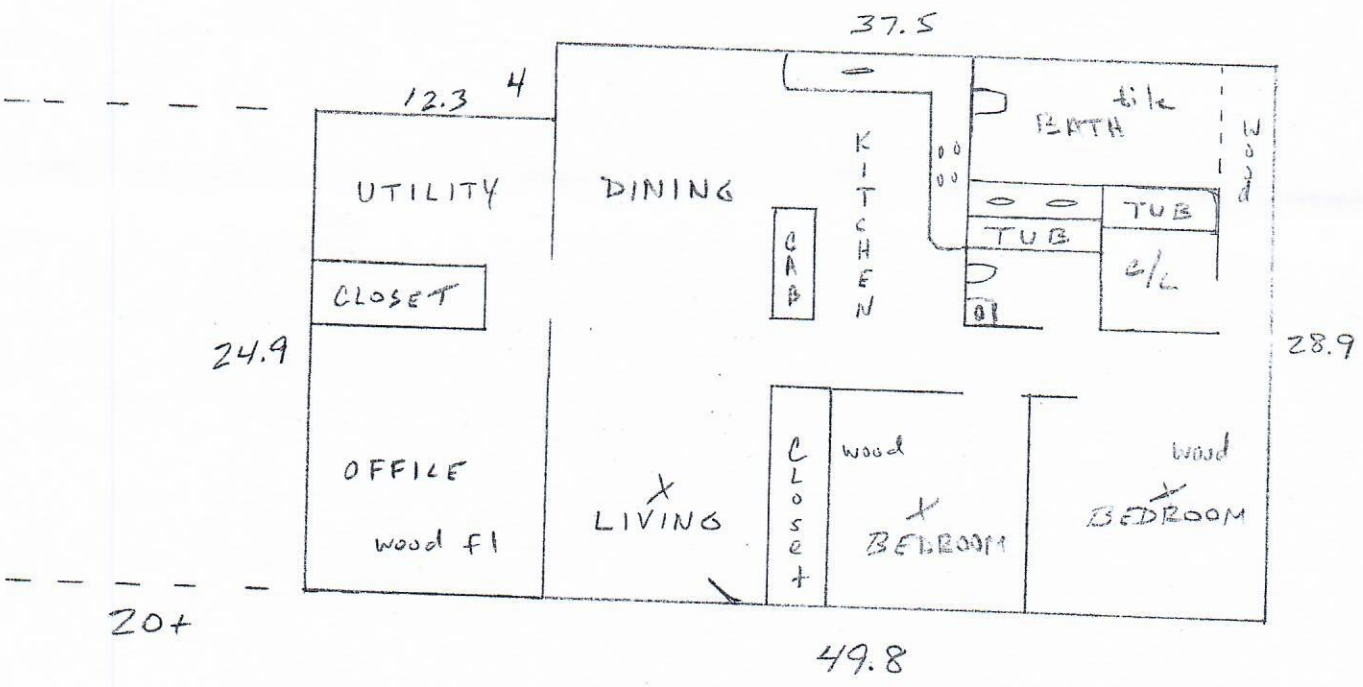 37.5
12.3
4
tile
BATH
wood
UTILITY
DINING
KITCHEN
CAB
TUB
TUB
CLOSET
C/L
24.9
28.9
OFFICE
wood fl
LIVING
X
Closet
wood
X
BEDROOM
wood
X
BEDROOM
20+
49.8